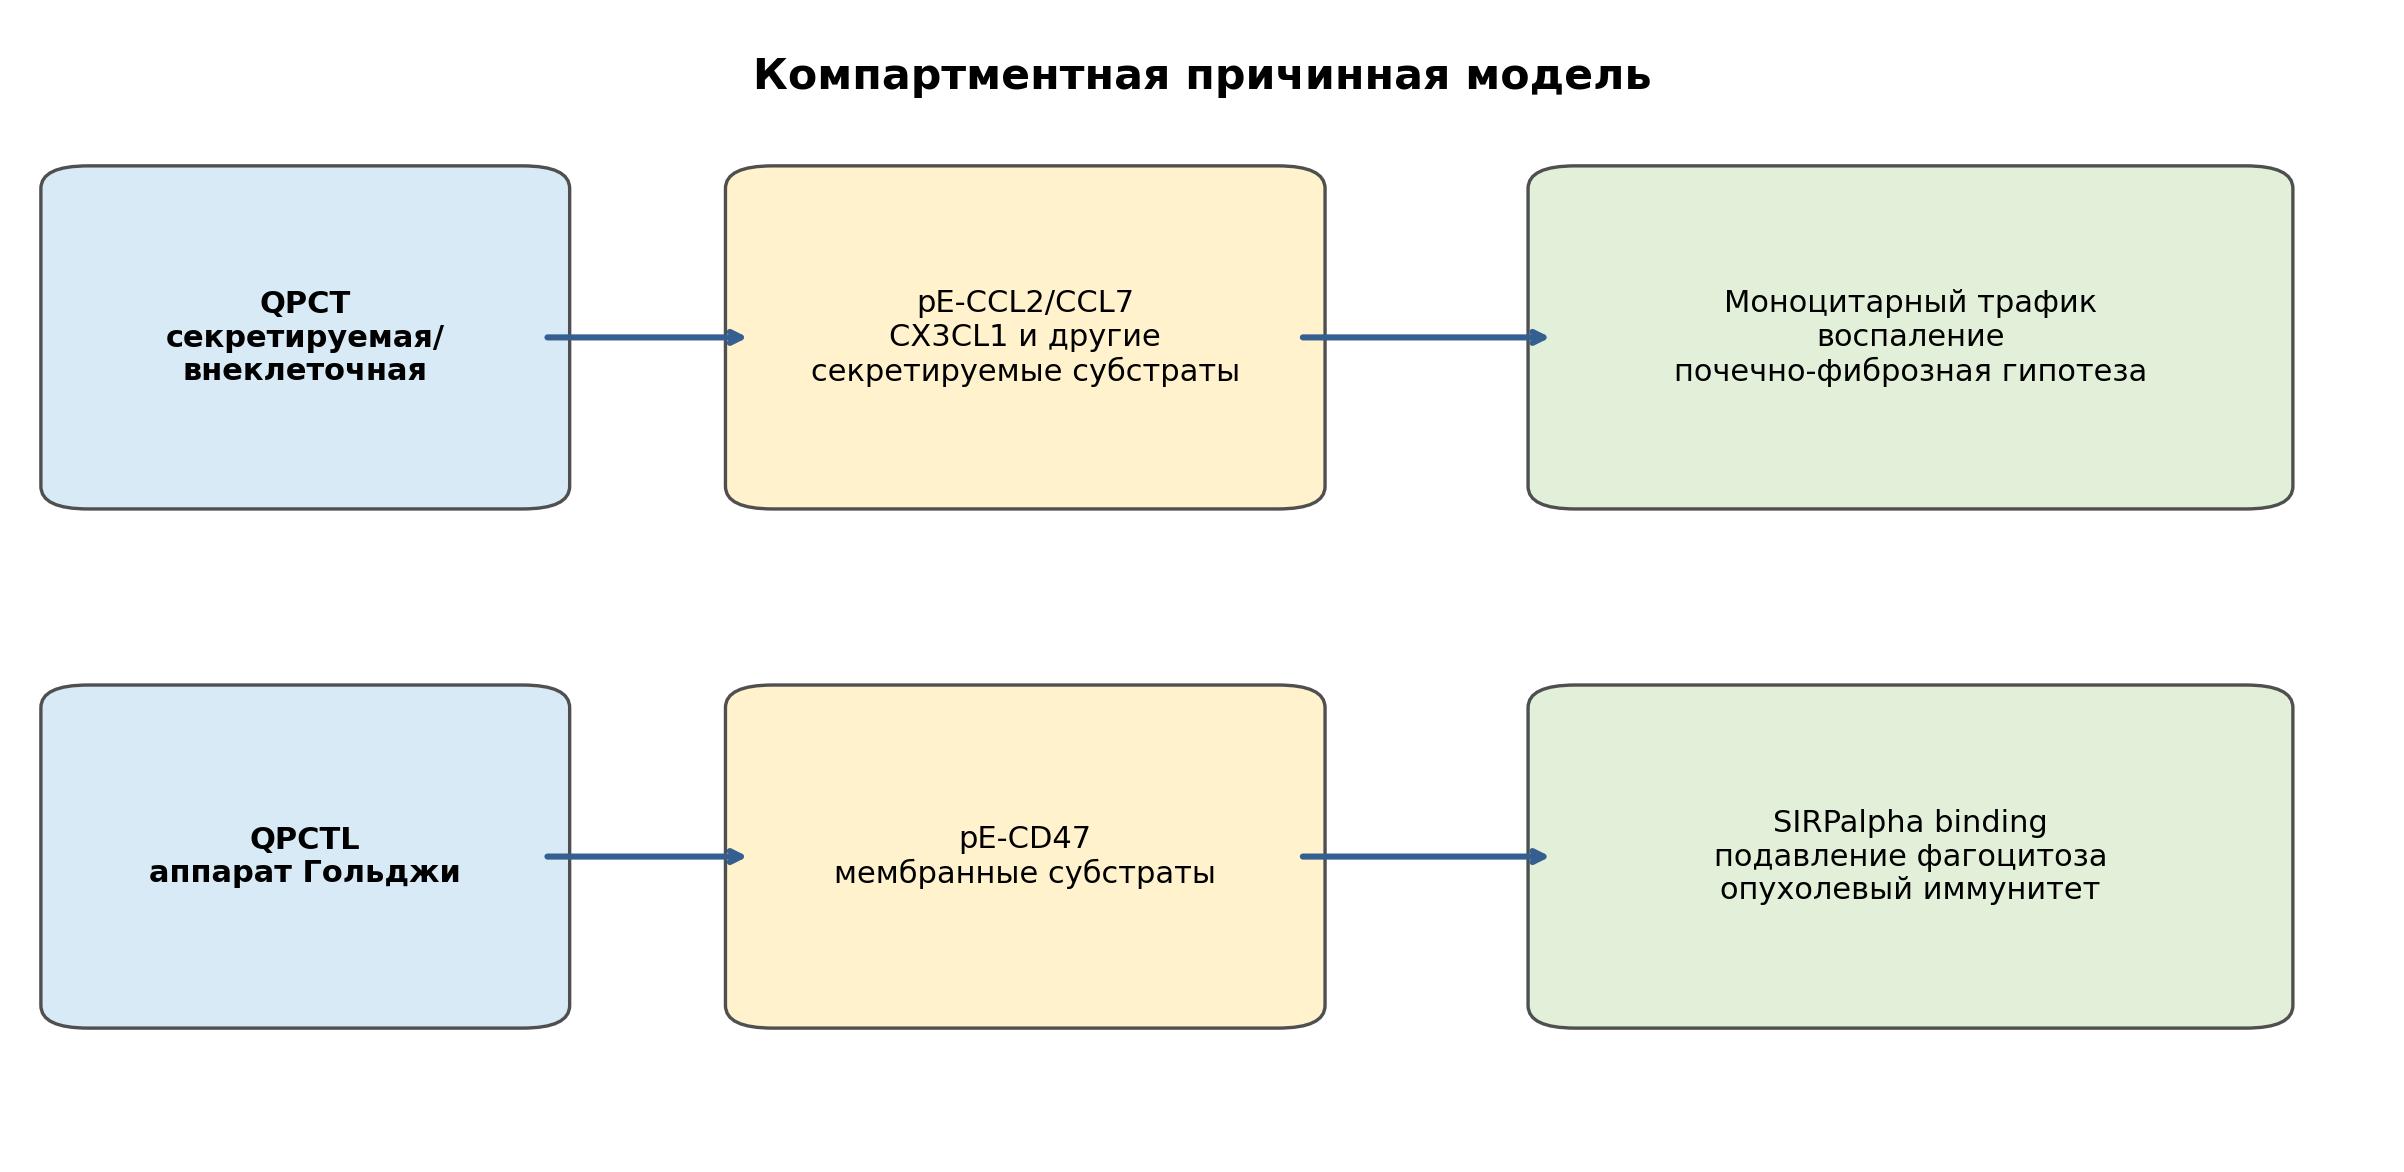 Компартментная причинная модель
QPCT
секретируемая/
внеклеточная
pE-CCL2/CCL7
CX3CL1 и другие
секретируемые субстраты
Моноцитарный трафик
воспаление
почечно-фиброзная гипотеза
QPCTL
аппарат Гольджи
pE-CD47
мембранные субстраты
SIRPalpha binding
подавление фагоцитоза
опухолевый иммунитет